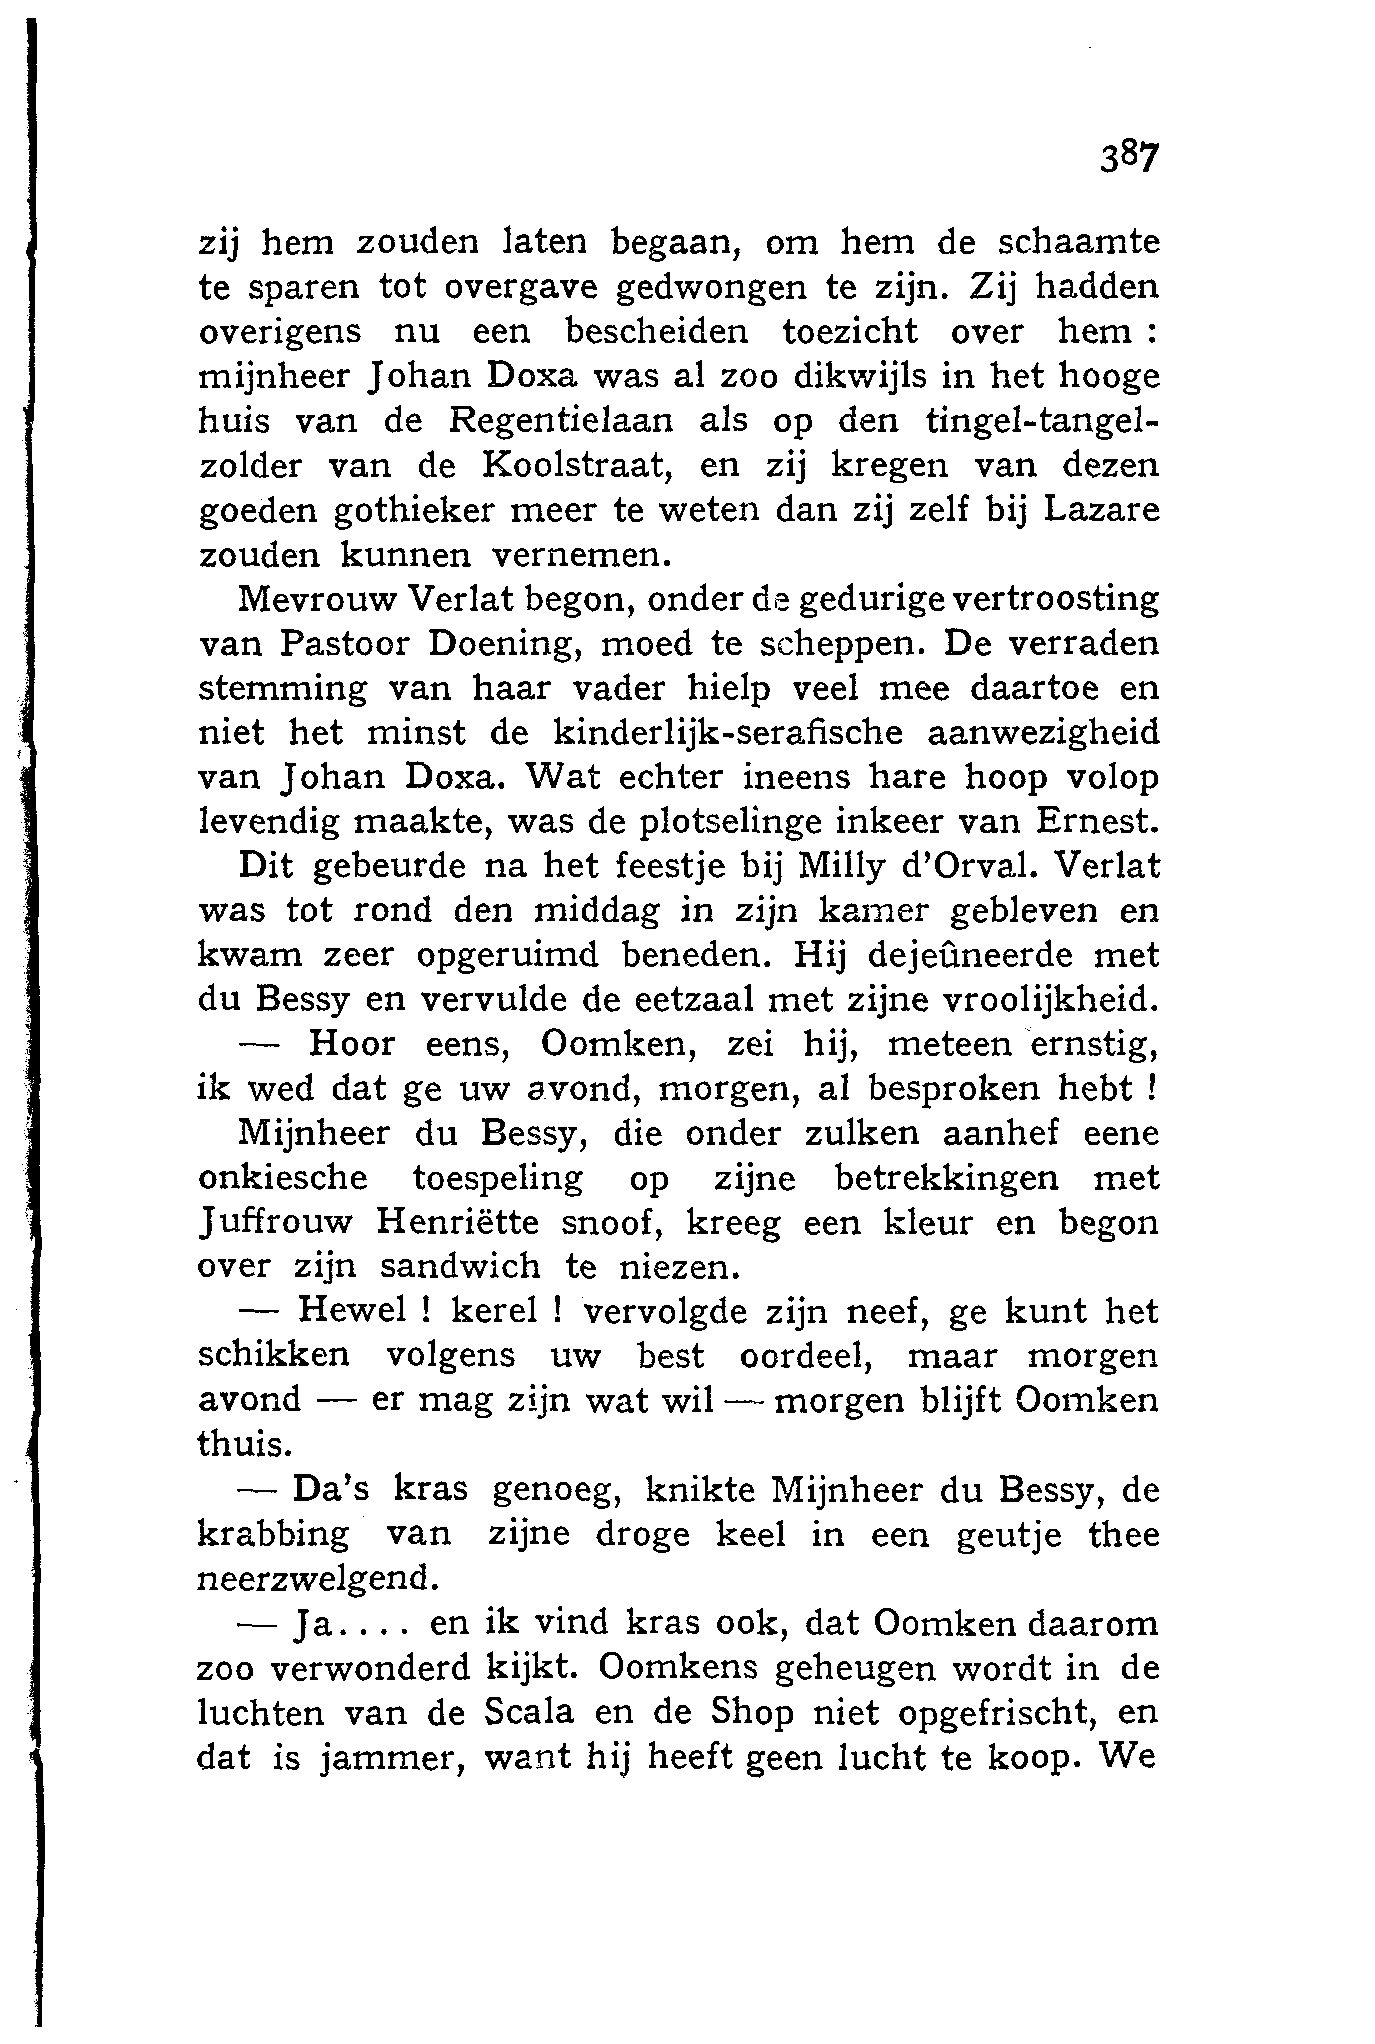 387
zij hem zouden laten begaan, om hem de schaamte
te sparen tot overgave gedwongen te zijn. Zij hadden
overigens nu een bescheiden toezicht over hem :
mijnheer Johan Doxa was al zoo dikwijls in het hooge
huis van de Regentielaan als op den tingel-tangel-
zolder van de Koolstraat, en zij kregen van dezen
goeden gothieker meer te weten dan zij zelf bij Lazare
zouden kunnen vernemen.
Mevrouw Verlat begon, onder de gedurige vertroosting
van Pastoor Doening, moed te scheppen. De verraden
stemming van haar vader hielp veel mee daartoe en
niet het minst de kinderlijk-serafische aanwezigheid
van Johan Doxa. Wat echter ineens hare hoop volop
levendig maakte, was de plotselinge inkeer van Ernest.
Dit gebeurde na het feestje bij Milly d'Orval. Verlat
was tot rond den middag in zijn kamer gebleven en
kwam zeer opgeruimd beneden. Hij dejeûneerde met
du Bessy en vervulde de eetzaal met zijne vroolijkheid.
— Hoor eens, Oomken, zei hij, meteen ernstig,
ik wed dat ge uw avond, morgen, al besproken hebt !
Mijnheer du Bessy, die onder zulken aanhef eene
onkiesche toespeling op zijne betrekkingen met
Juffrouw Henriëtte snoof, kreeg een kleur en begon
over zijn sandwich te niezen.
— Hewel ! kerel ! vervolgde zijn neef, ge kunt het
schikken volgens uw best oordeel, maar morgen
avond — er mag zijn wat wil — morgen blijft Oomken
thuis.
— Da's kras genoeg, knikte Mijnheer du Bessy, de
krabbing van zijne droge keel in een geutje thee
neerzwelgend.
— Ja.... en ik vind kras ook, dat Oomken daarom
zoo verwonderd kijkt. Oomkens geheugen wordt in de
luchten van de Scala en de Shop niet opgefrischt, en
dat is jammer, want hij heeft geen lucht te koop. We